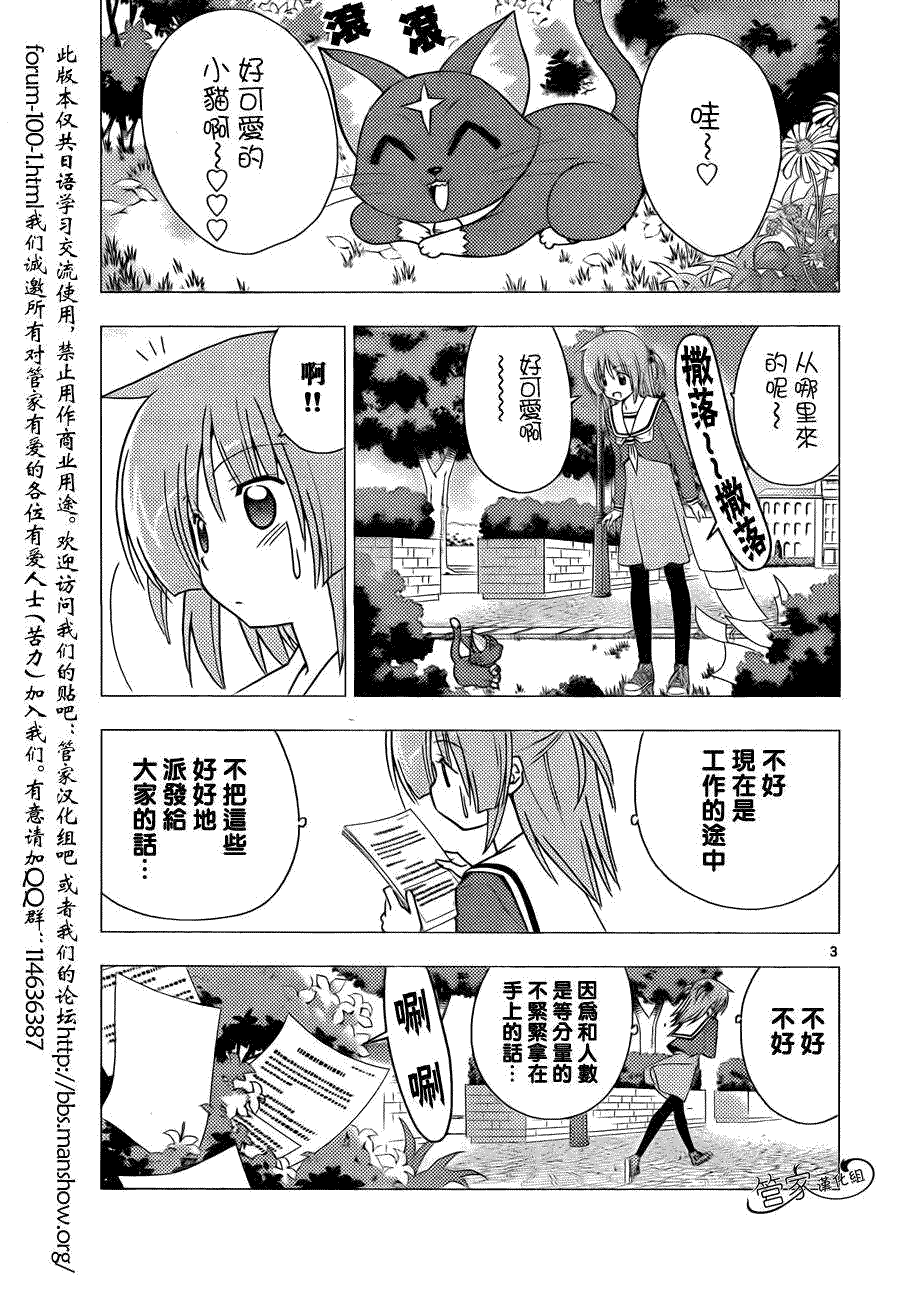 哇～♡
滾
滾
好可愛的
小貓啊～♡♡♡
从哪里來
的呢～
撒落～～撒落
好可愛啊
～～～～
啊!!
不好
現在是
工作的途中
不把這些
好好地
派發給
大家的話…
3
不好
不好
因為和人數
是等分量的
不緊緊拿在
手上的話…
唰
唰
管家漢化組
此版本仅共日语学习交流使用，禁止用作商业用途。欢迎访问我们的贴吧：管家汉化组吧 或者我们的论坛http://bbs.manshow.org/
forum-100-1.html我们诚邀所有对管家有爱的各位有爱人士（苦力）加入我们。有意请加QQ群：114636387